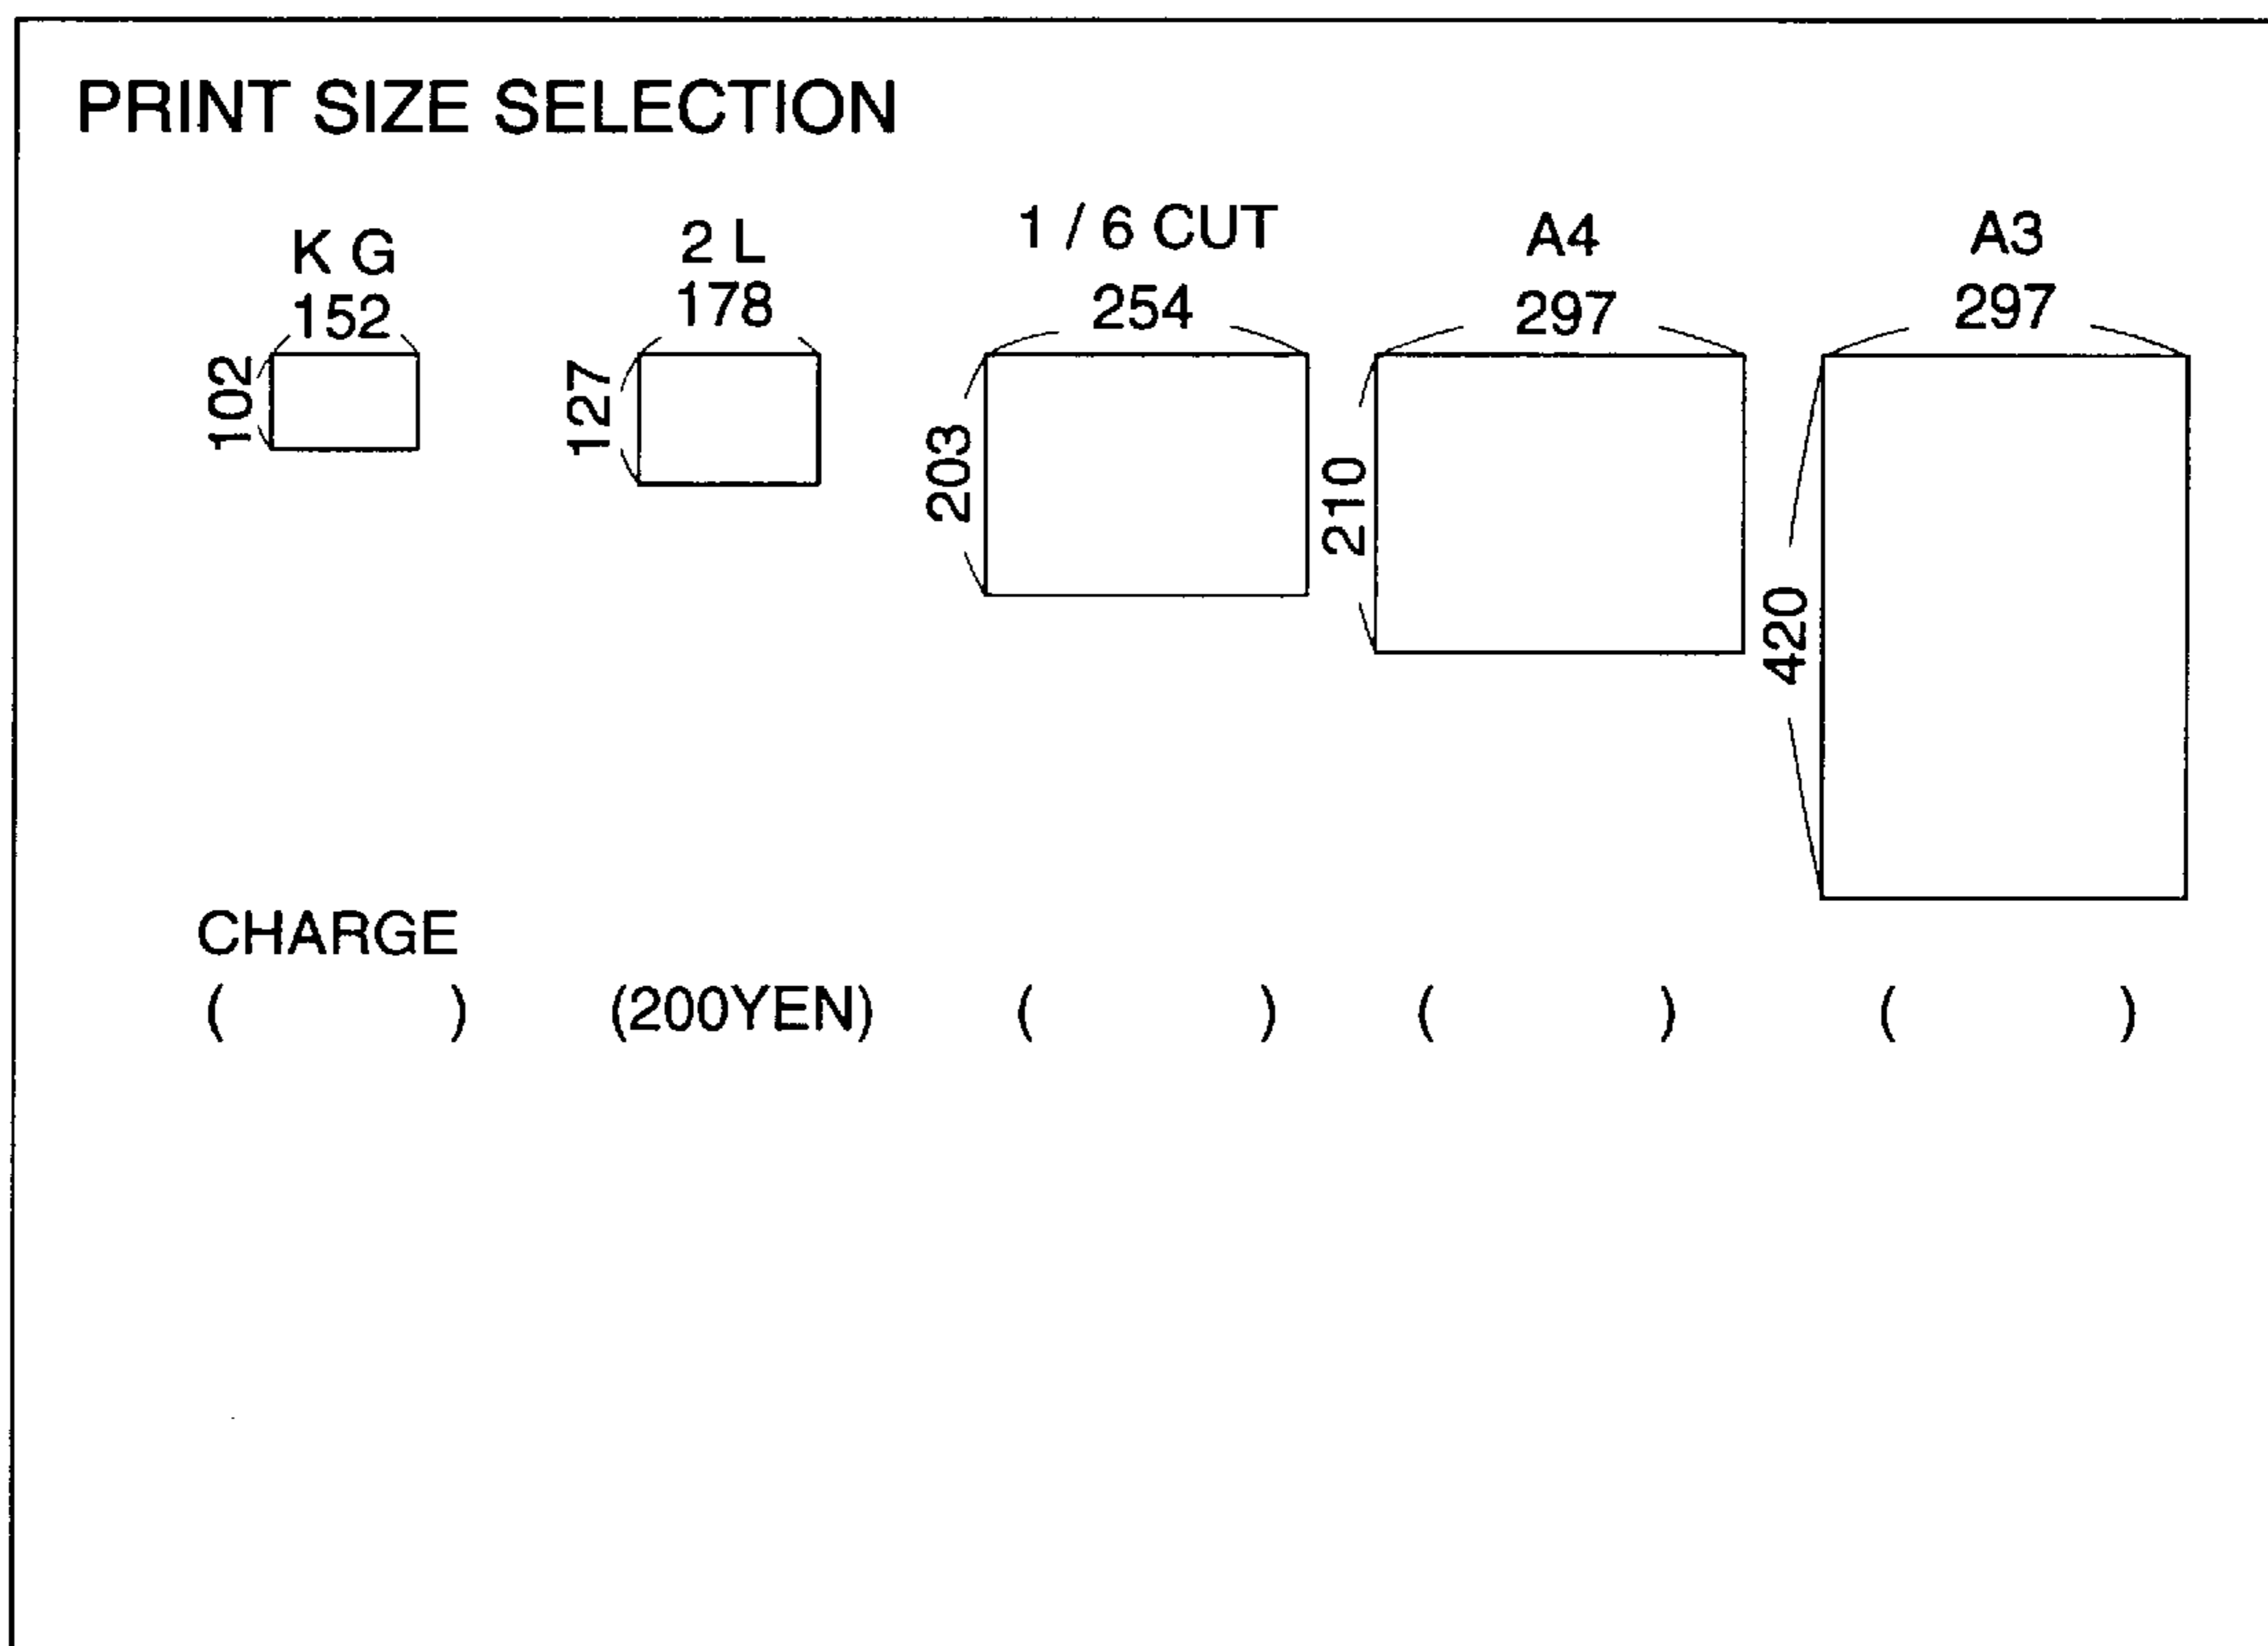 PRINT SIZE SELECTION
K G 2 L 1 / 6 CUT A4 A3
152 178 254 297 297
102 127 203 210 420
CHARGE
( ) (200YEN) ( ) ( ) ( )